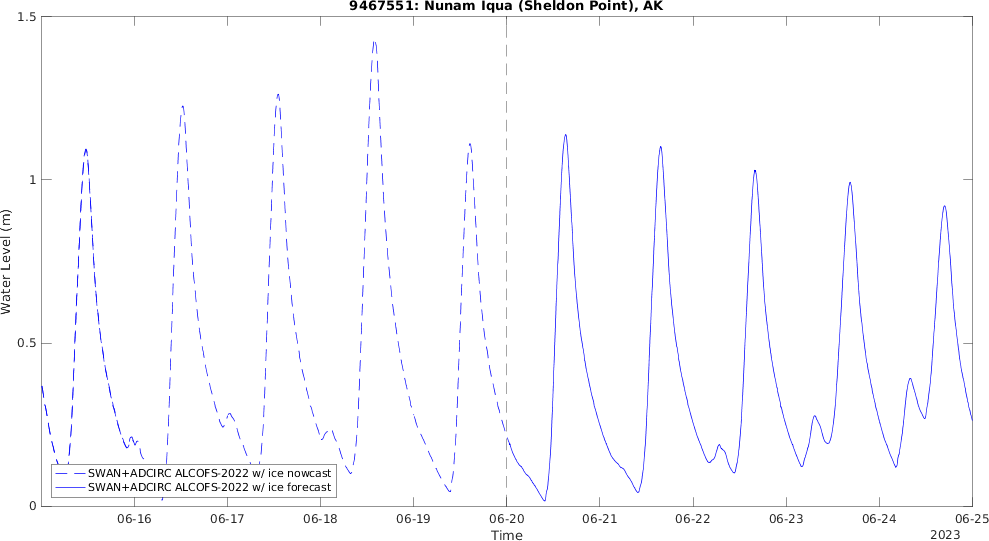 9467551: Nunam Iqua (Sheldon Point), AK
1.5
1
0.5
0
Water Level (m)
SWAN+ADCIRC ALCOFS-2022 w/ ice nowcast
SWAN+ADCIRC ALCOFS-2022 w/ ice forecast
06-16 06-17 06-18 06-19 06-20 06-21 06-22 06-23 06-24 06-25
Time
2023